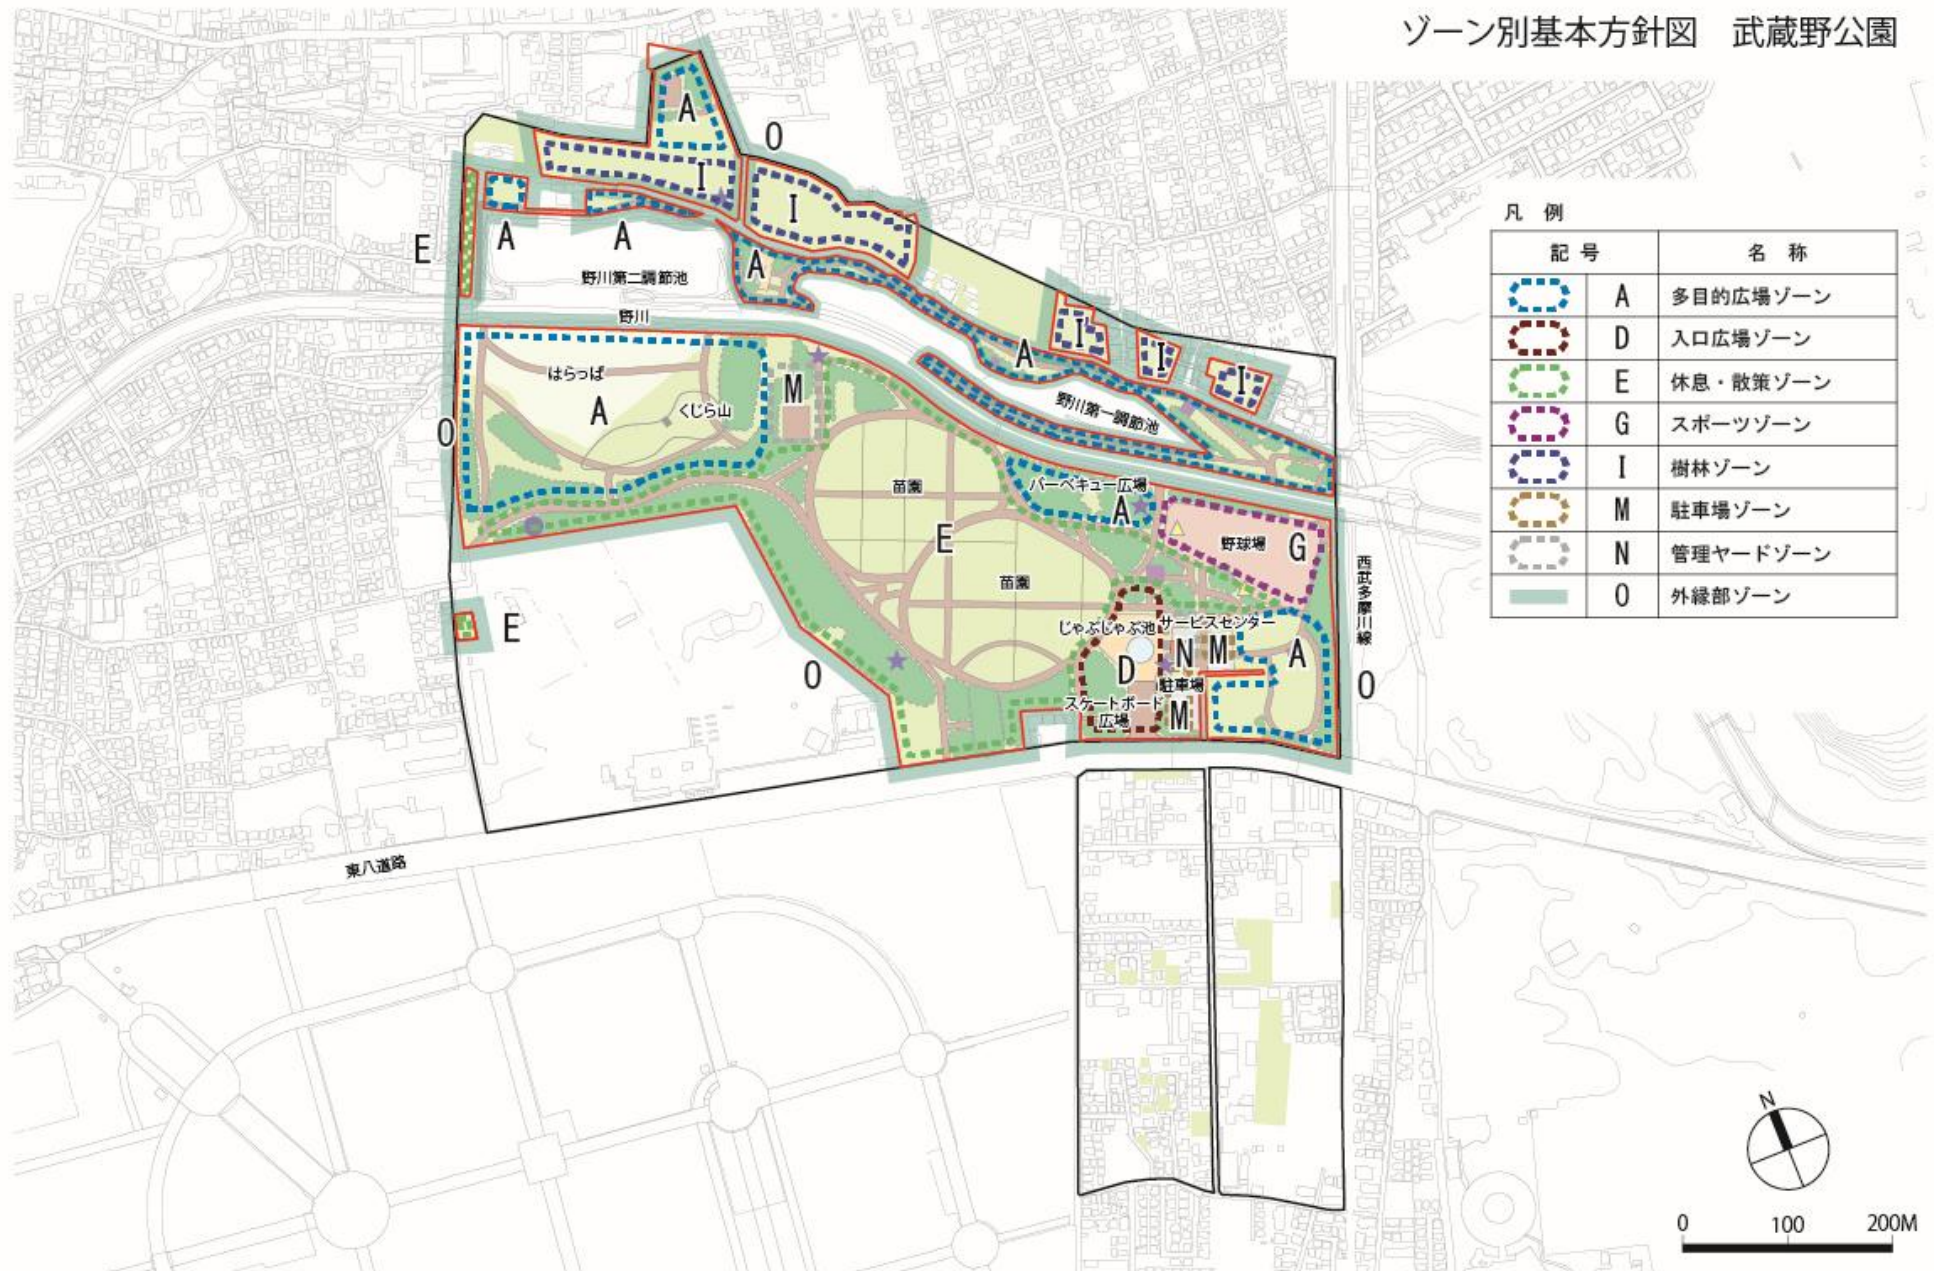 ゾーン別基本方針図　武蔵野公園
A
O
I
I
A
A
A
E
A
野川第二調節池
野川
I
I
I
A
はらっぱ
A
くじら山
M
O
野川第一調節池
苗園
バーベキュー広場
A
E
野球場
G
苗園
西武多摩川線
E
じゃぶじゃぶ池
サービスセンター
N
M
A
D
O
O
駐車場
スケートボード
広場
M
東八道路
凡 例
記 号
名 称
A 多目的広場ゾーン
D 入口広場ゾーン
E 休息・散策ゾーン
G スポーツゾーン
I 樹林ゾーン
M 駐車場ゾーン
N 管理ヤードゾーン
O 外縁部ゾーン
N
0 100 200M